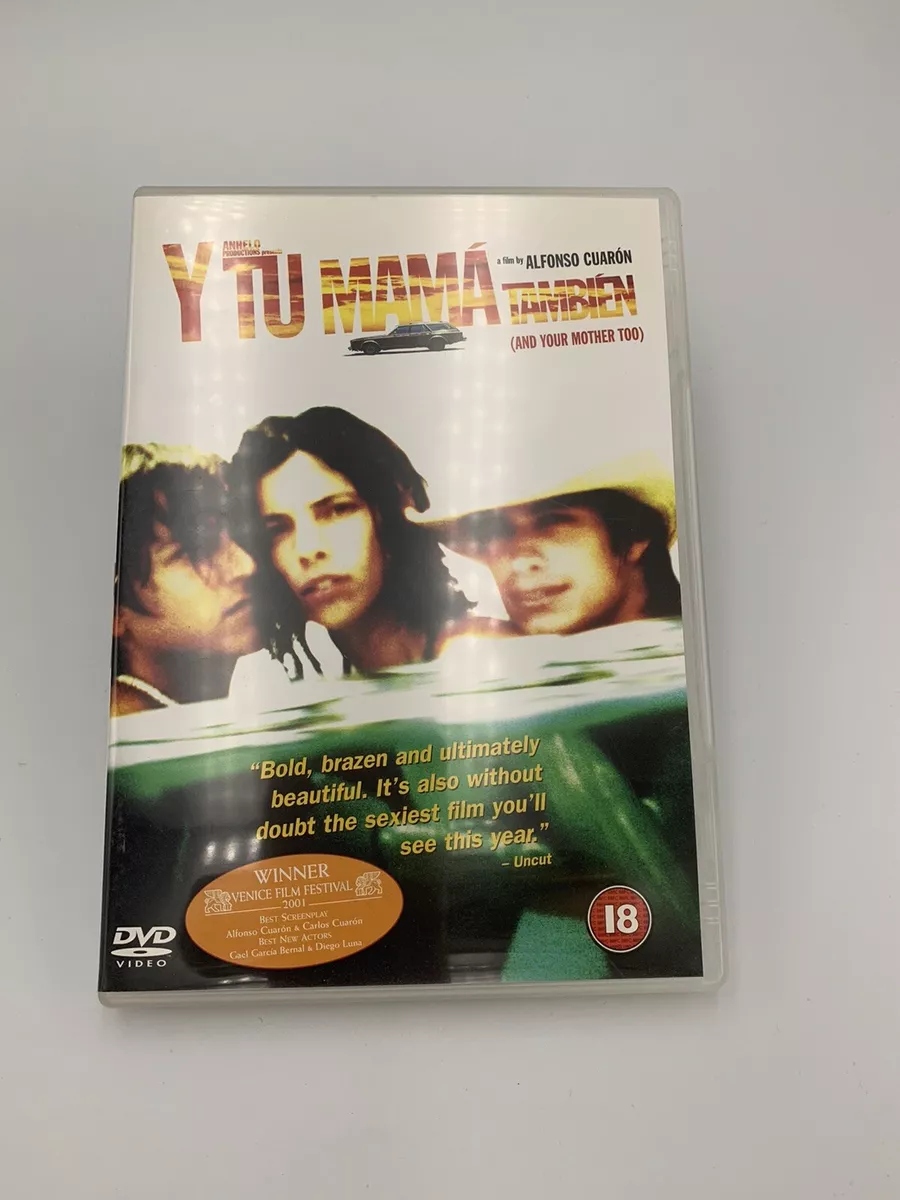 ANHELO
PRODUCTIONS presents
Y TU MAMÁ TAMBIÉN
a film by ALFONSO CUARÓN
(AND YOUR MOTHER TOO)
“Bold, brazen and ultimately
beautiful. It’s also without
doubt the sexiest film you’ll
see this year.”
– Uncut
WINNER
VENICE FILM FESTIVAL
2001
BEST SCREENPLAY
Alfonso Cuarón & Carlos Cuarón
BEST NEW ACTORS
Gael García Bernal & Diego Luna
DVD
VIDEO
18